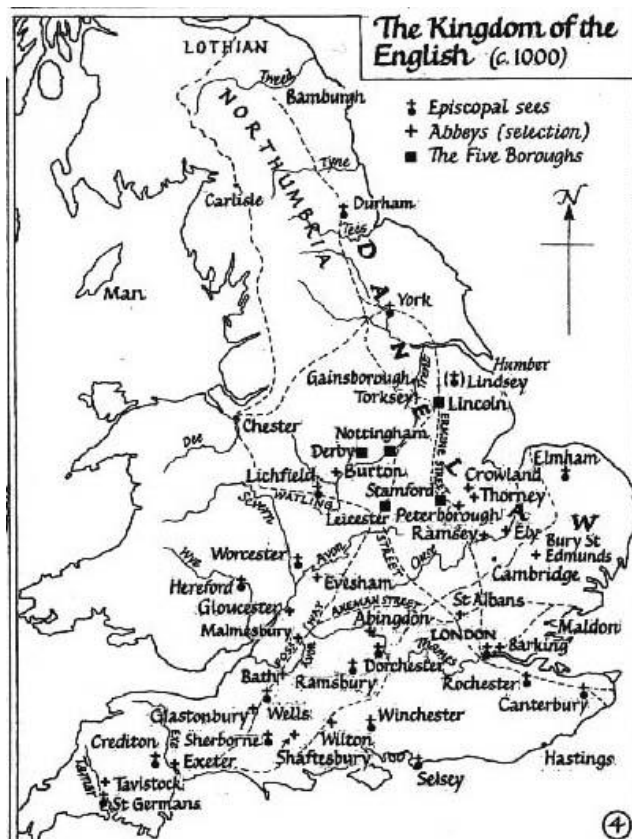 The Kingdom of the
English (c. 1000)
Episcopal sees
Abbeys (selection)
The Five Boroughs
N
LOTHIAN
Tweed
Bamburgh
NORTHUMBRIA
Tyne
Carlisle
Durham
Tees
DANELAW
Man
York
Humber
Gainsborough
Trent
(‡) Lindsey
Torksey
Lincoln
Chester
Nottingham
ERMINE STREET
Dee
Derby
Burton
Elmham
Lichfield
Crowland
WATLING
Stamford
Thorney
Leicester
Peterborough
Ely
Ramsey
Bury St
Edmunds
STREET
Wye
Worcester
Avon
Ouse
Cambridge
Hereford
Evesham
Gloucester
AKEMAN STREET
St Albans
Malmesbury
Abingdon
Maldon
LONDON
Barking
Avon
Bath
Dorchester
Thames
Ramsbury
Rochester
Canterbury
Glastonbury
Wells
Winchester
Crediton
Sherborne
Wilton
Exe
Exeter
Shaftesbury
Hastings
Tamar
Tavistock
Selsey
St Germans
4